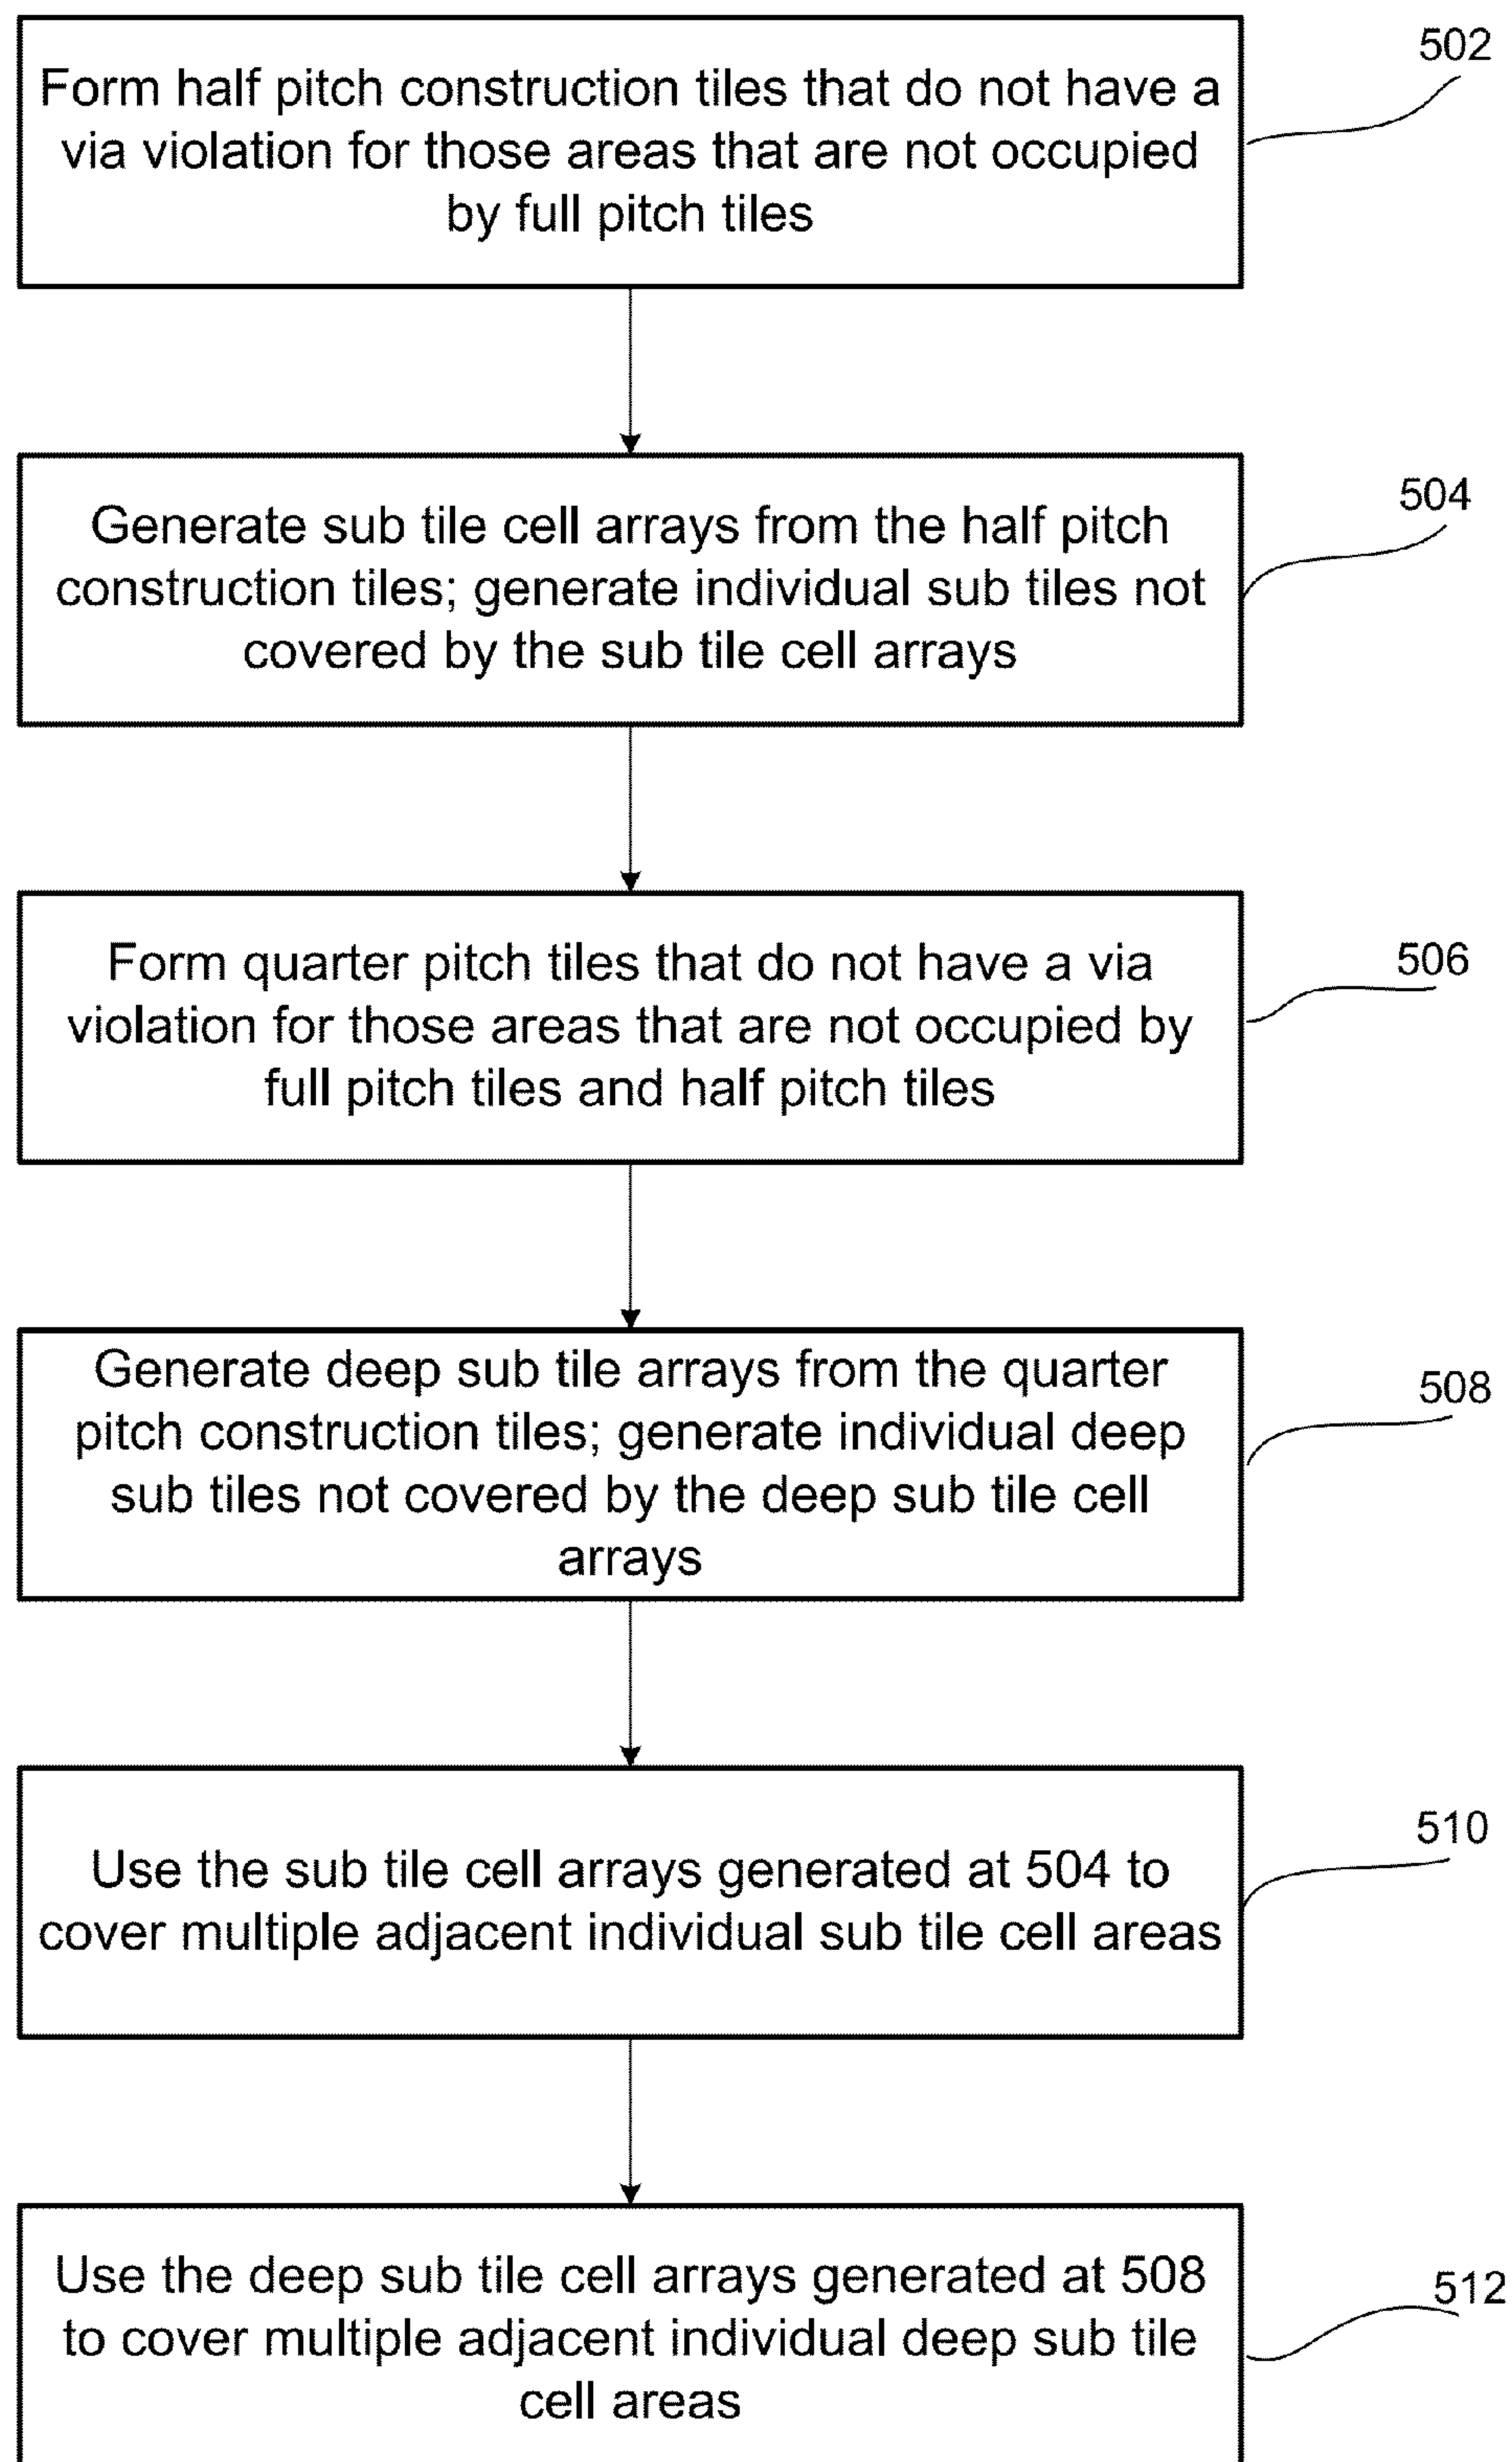 Form half pitch construction tiles that do not have a
via violation for those areas that are not occupied
by full pitch tiles
502
Generate sub tile cell arrays from the half pitch
construction tiles; generate individual sub tiles not
covered by the sub tile cell arrays
504
Form quarter pitch tiles that do not have a via
violation for those areas that are not occupied by
full pitch tiles and half pitch tiles
506
Generate deep sub tile arrays from the quarter
pitch construction tiles; generate individual deep
sub tiles not covered by the deep sub tile cell
arrays
508
Use the sub tile cell arrays generated at 504 to
cover multiple adjacent individual sub tile cell areas
510
Use the deep sub tile cell arrays generated at 508
to cover multiple adjacent individual deep sub tile
cell areas
512